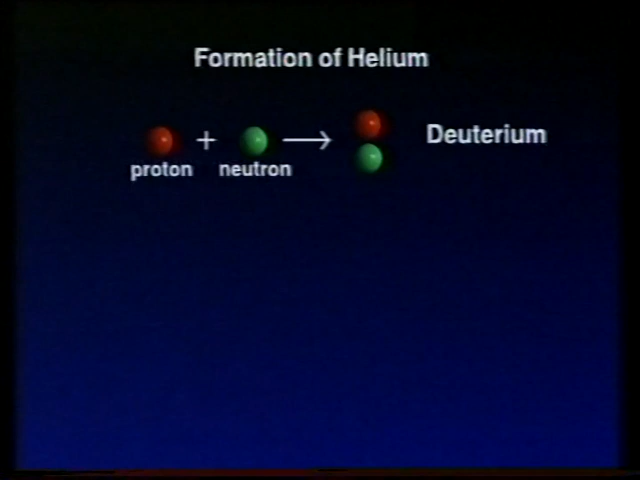 Formation of Helium
+ → Deuterium
proton neutron